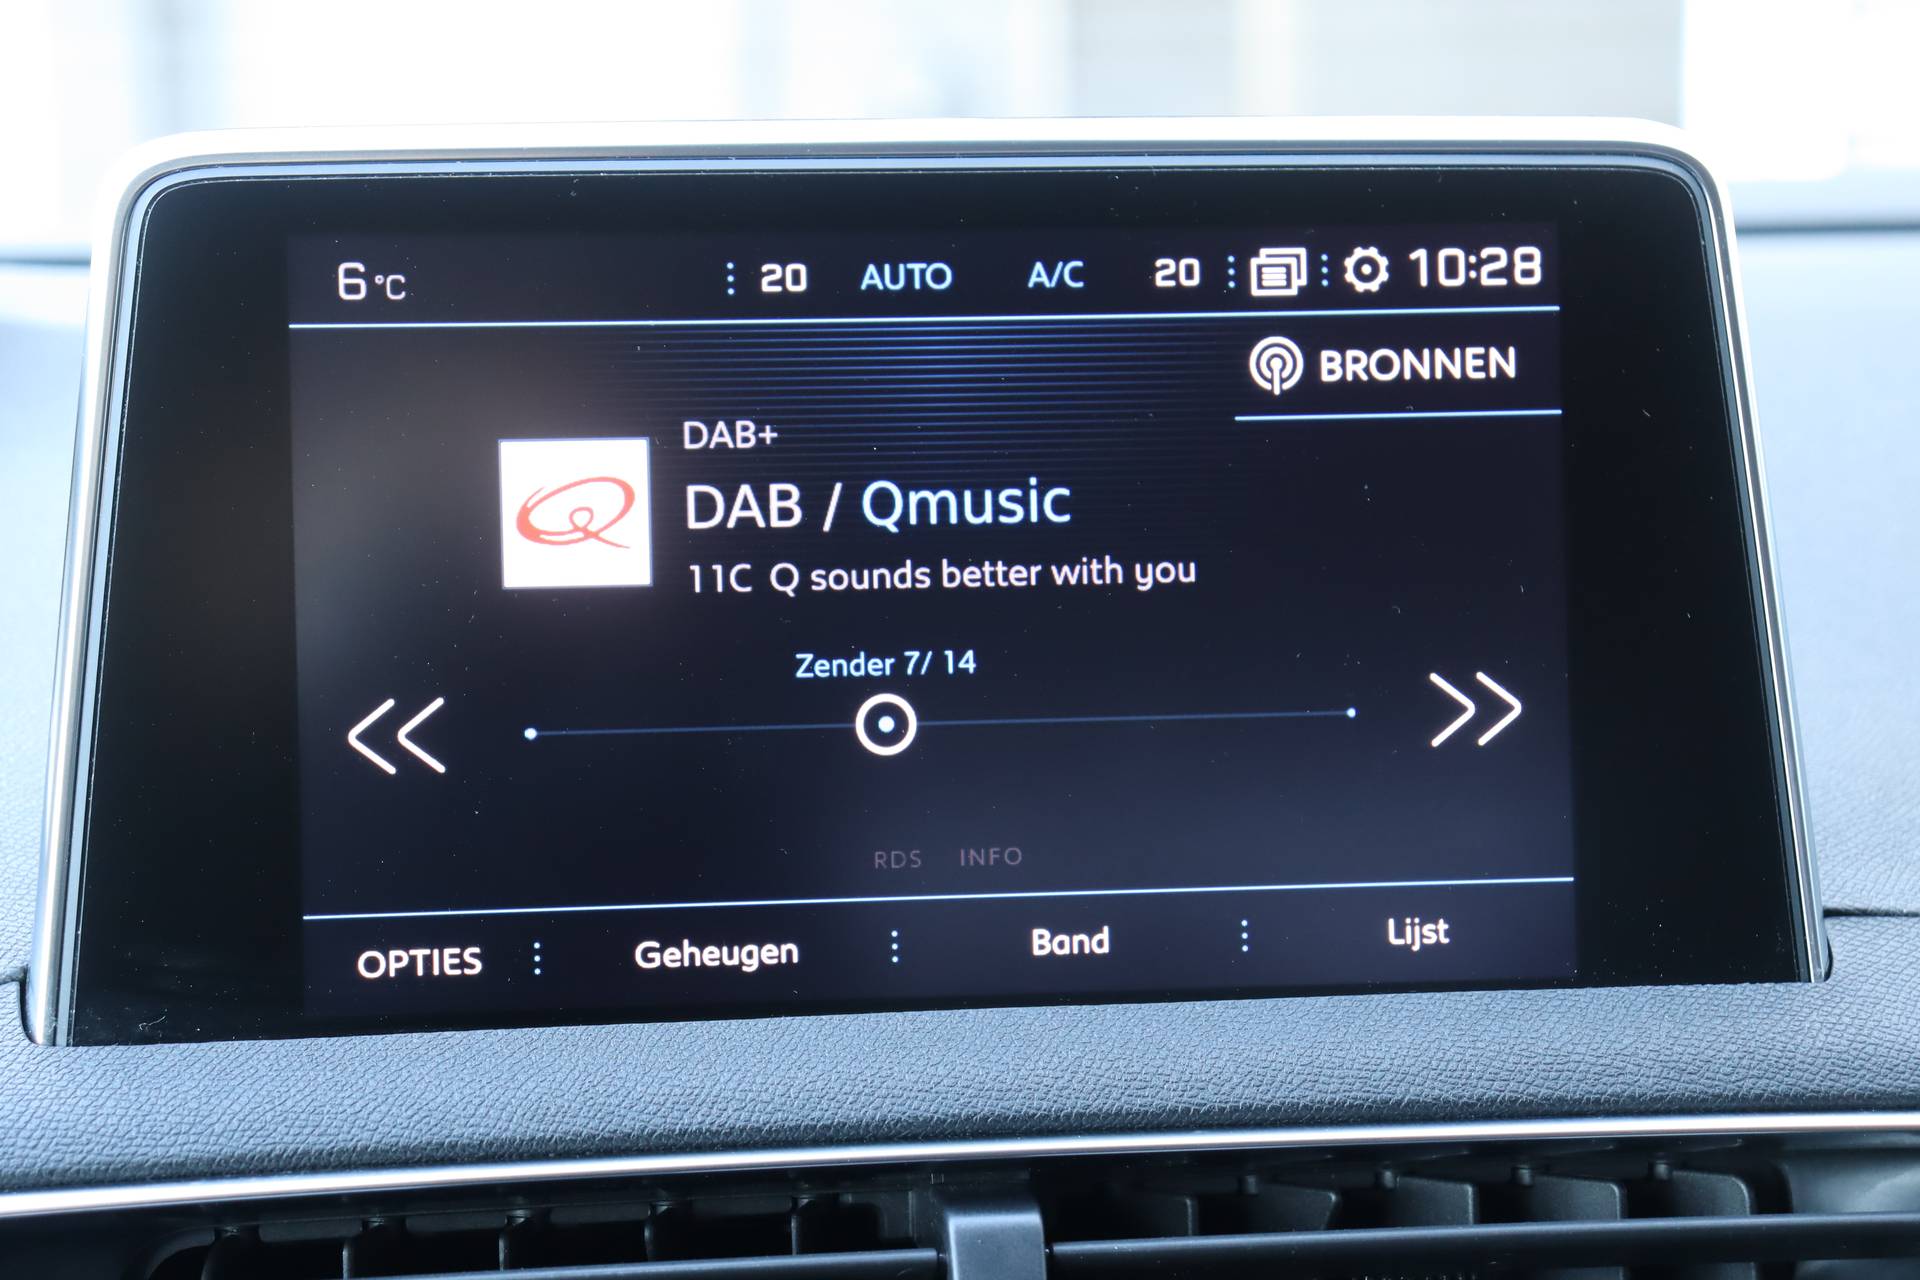 6°C 20 AUTO A/C 20 10:28
BRONNEN
DAB+
DAB / Qmusic
11C Q sounds better with you
Zender 7/ 14
RDS INFO
OPTIES Geheugen Band Lijst